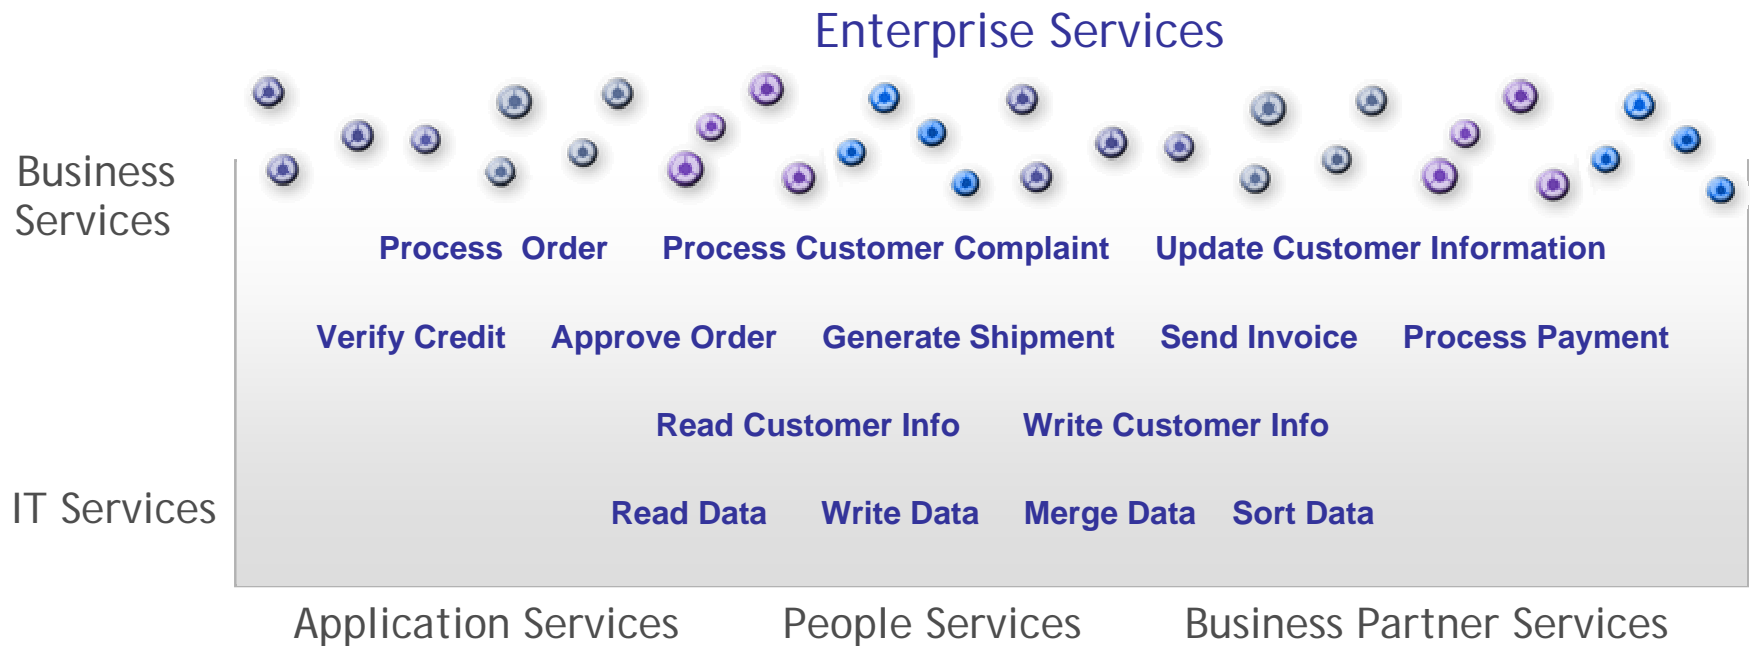 Enterprise Services
Business
Services
Process Order Process Customer Complaint Update Customer Information
Verify Credit Approve Order Generate Shipment Send Invoice Process Payment
Read Customer Info Write Customer Info
IT Services
Read Data Write Data Merge Data Sort Data
Application Services People Services Business Partner Services